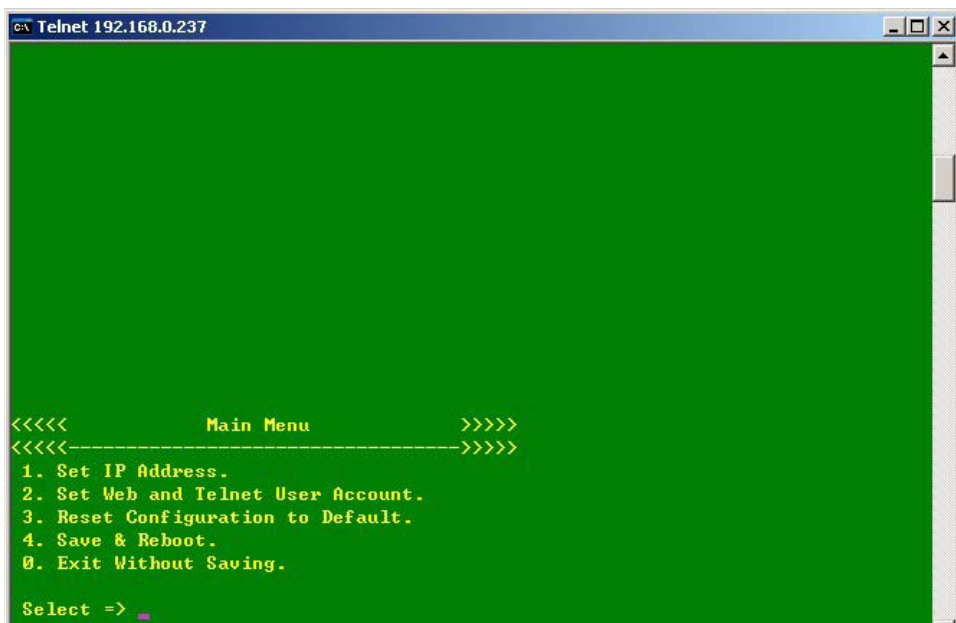 Telnet 192.168.0.237
<<<<< Main Menu >>>>>
<<<<<---------------------------------->>>>>
1. Set IP Address.
2. Set Web and Telnet User Account.
3. Reset Configuration to Default.
4. Save & Reboot.
0. Exit Without Saving.
Select => _